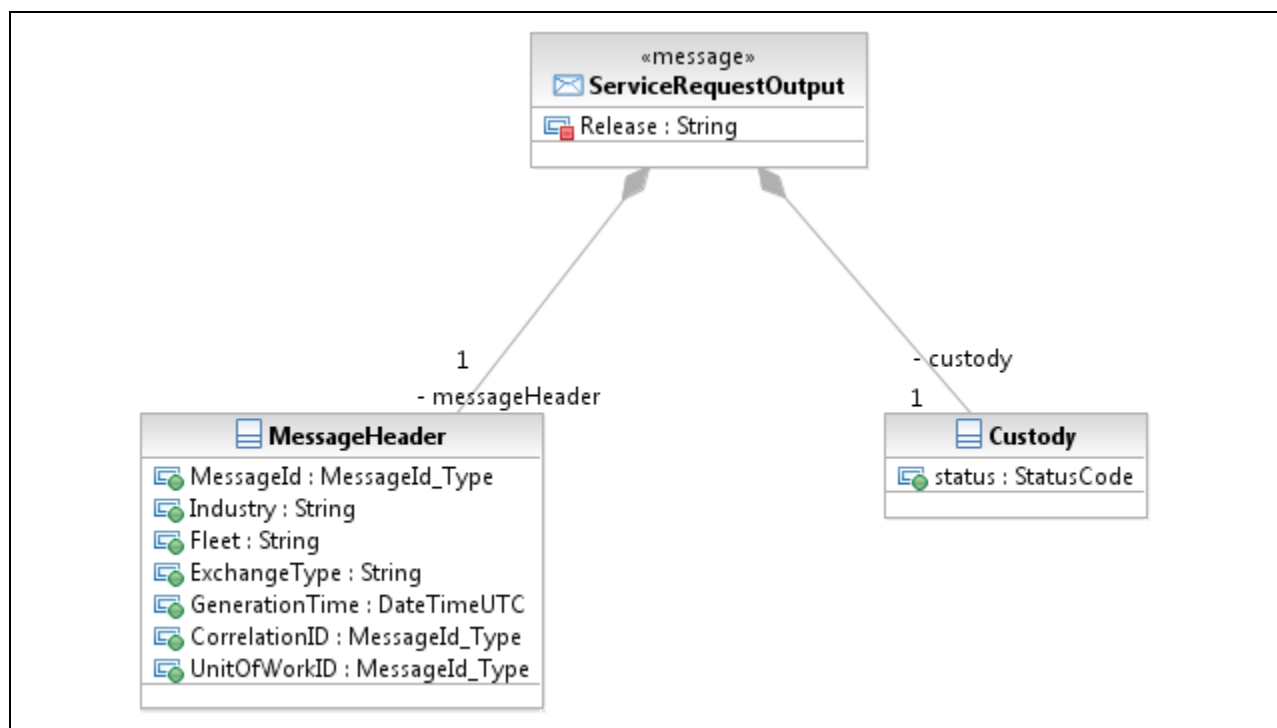 «message»
ServiceRequestOutput
Release : String
- custody
1
1
- messageHeader
MessageHeader
MessageId : MessageId_Type
Industry : String
Fleet : String
ExchangeType : String
GenerationTime : DateTimeUTC
CorrelationID : MessageId_Type
UnitOfWorkID : MessageId_Type
Custody
status : StatusCode